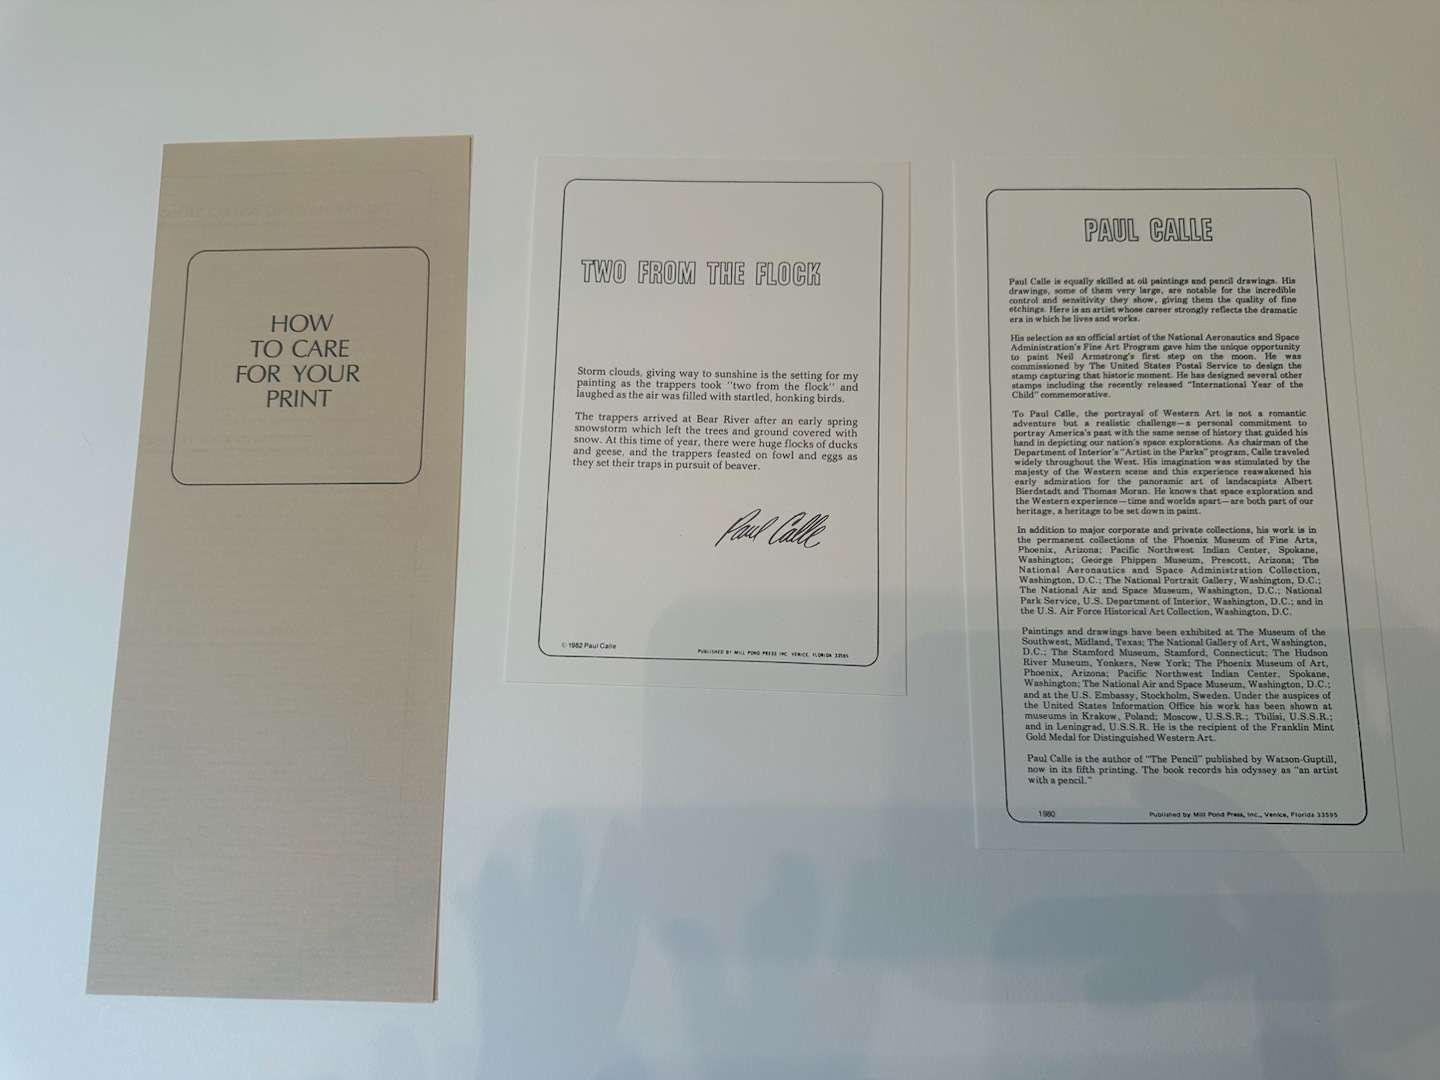 HOW
TO CARE
FOR YOUR
PRINT
TWO FROM THE FLOCK
Storm clouds, giving way to sunshine is the setting for my
painting as the trappers took "two from the flock" and
laughed as the air was filled with startled, honking birds.
The trappers arrived at Bear River after an early spring
snowstorm which left the trees and ground covered with
snow. At this time of year, there were huge flocks of ducks
and geese, and the trappers feasted on fowl and eggs as
they set their traps in pursuit of beaver.
Paul Calle
© 1982 Paul Calle
PUBLISHED BY MILL POND PRESS INC. VENICE, FLORIDA 33595
PAUL CALLE
Paul Calle is equally skilled at oil paintings and pencil drawings. His
drawings, some of them very large, are notable for the incredible
control and sensitivity they show, giving them the quality of fine
etchings. Here is an artist whose career strongly reflects the dramatic
era in which he lives and works.
His selection as an official artist of the National Aeronautics and Space
Administration's Fine Art Program gave him the unique opportunity
to paint Neil Armstrong's first step on the moon. He was
commissioned by The United States Postal Service to design the
stamp capturing that historic moment. He has designed several other
stamps including the recently released "International Year of the
Child" commemorative.
To Paul Calle, the portrayal of Western Art is not a romantic
adventure but a realistic challenge—a personal commitment to
portray America's past with the same sense of history that guided his
hand in depicting our nation's space explorations. As chairman of the
Department of Interior's "Artist in the Parks" program, Calle traveled
widely throughout the West. His imagination was stimulated by the
majesty of the Western scene and this experience reawakened his
early admiration for the panoramic art of landscapists Albert
Bierdstadt and Thomas Moran. He knows that space exploration and
the Western experience—time and worlds apart—are both part of our
heritage, a heritage to be set down in paint.
In addition to major corporate and private collections, his work is in
the permanent collections of the Phoenix Museum of Fine Arts,
Phoenix, Arizona; Pacific Northwest Indian Center, Spokane,
Washington; George Phippen Museum, Prescott, Arizona; The
National Aeronautics and Space Administration Collection,
Washington, D.C.; The National Portrait Gallery, Washington, D.C.;
The National Air and Space Museum, Washington, D.C.; National
Park Service, U.S. Department of Interior, Washington, D.C.; and in
the U.S. Air Force Historical Art Collection, Washington, D.C.
Paintings and drawings have been exhibited at The Museum of the
Southwest, Midland, Texas; The National Gallery of Art, Washington,
D.C.; The Stamford Museum, Stamford, Connecticut; The Hudson
River Museum, Yonkers, New York; The Phoenix Museum of Art,
Phoenix, Arizona; Pacific Northwest Indian Center, Spokane,
Washington; The National Air and Space Museum, Washington, D.C.;
and at the U.S. Embassy, Stockholm, Sweden. Under the auspices of
the United States Information Office his work has been shown at
museums in Krakow, Poland; Moscow, U.S.S.R.; Tbilisi, U.S.S.R.;
and in Leningrad, U.S.S.R. He is the recipient of the Franklin Mint
Gold Medal for Distinguished Western Art.
Paul Calle is the author of "The Pencil" published by Watson-Guptill,
now in its fifth printing. The book records his odyssey as "an artist
with a pencil."
1980
Published by Mill Pond Press, Inc., Venice, Florida 33595